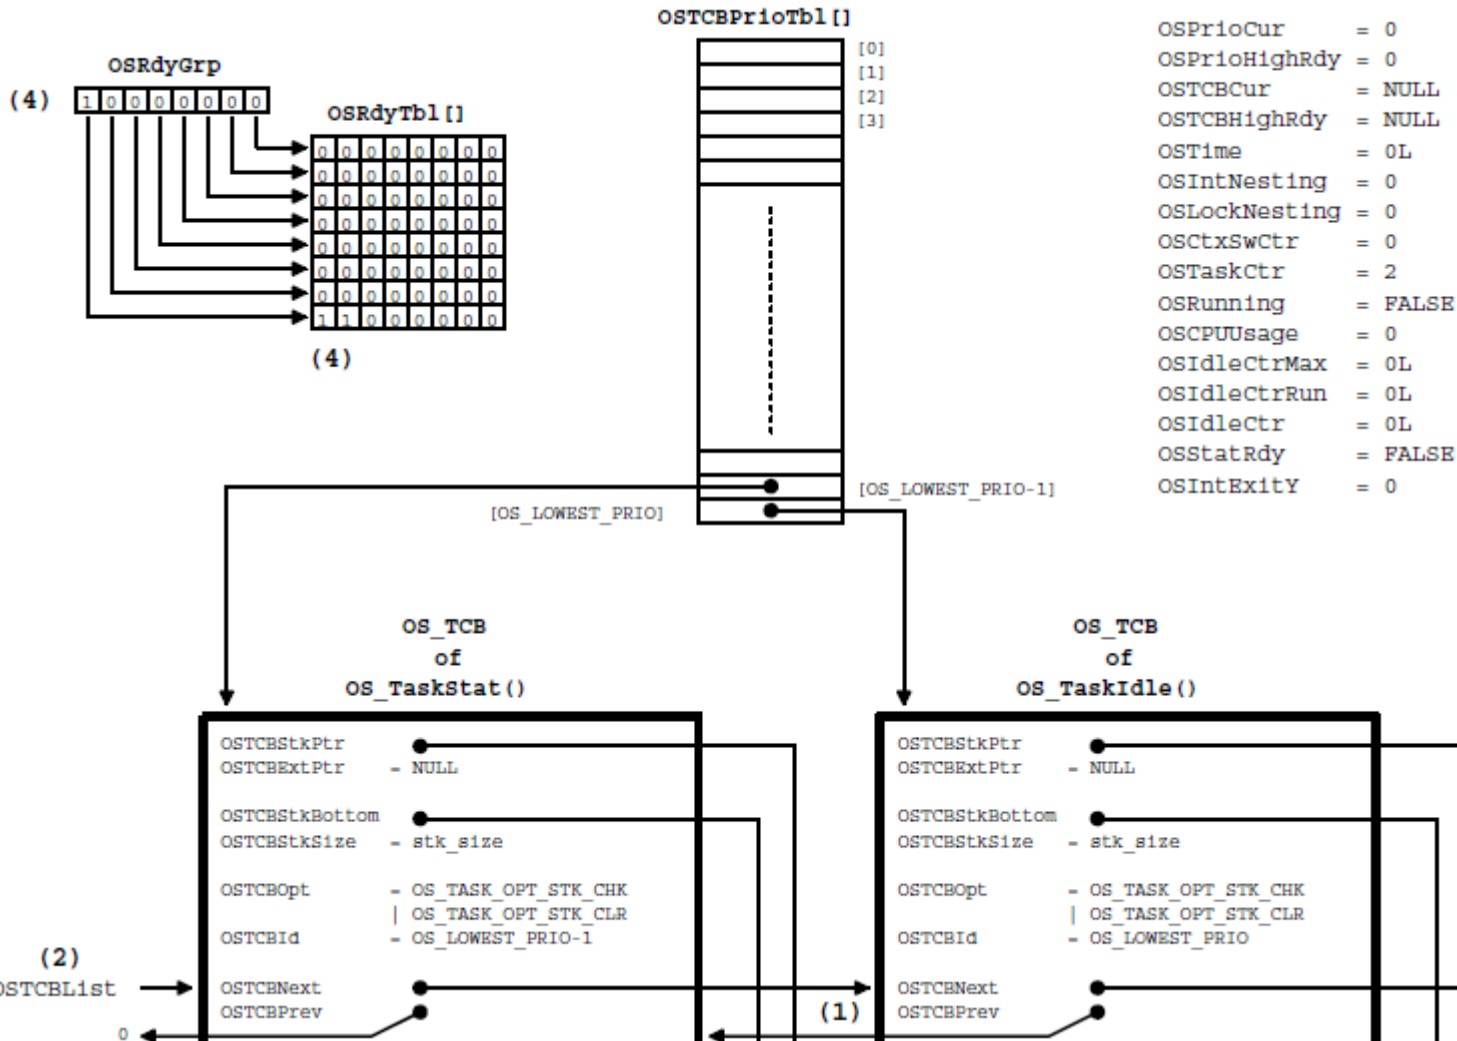 OSTCBPrioTbl[]
[0]
[1]
[2]
[3]
OSRdyGrp
(4)
1 0 0 0 0 0 0 0
OSRdyTbl[]
0 0 0 0 0 0 0 0
0 0 0 0 0 0 0 0
0 0 0 0 0 0 0 0
0 0 0 0 0 0 0 0
0 0 0 0 0 0 0 0
0 0 0 0 0 0 0 0
0 0 0 0 0 0 0 0
1 1 0 0 0 0 0 0
(4)
OSPrioCur = 0
OSPrioHighRdy = 0
OSTCBCur = NULL
OSTCBHighRdy = NULL
OSTime = 0L
OSIntNesting = 0
OSLockNesting = 0
OSCtxSwCtr = 0
OSTaskCtr = 2
OSRunning = FALSE
OSCPUUsage = 0
OSIdleCtrMax = 0L
OSIdleCtrRun = 0L
OSIdleCtr = 0L
OSStatRdy = FALSE
OSIntExitY = 0
[OS_LOWEST_PRIO-1]
[OS_LOWEST_PRIO]
OS_TCB
of
OS_TaskStat()
OSTCBStkPtr
OSTCBExtPtr = NULL
OSTCBStkBottom
OSTCBStkSize = stk_size
OSTCBOpt = OS_TASK_OPT_STK_CHK
| OS_TASK_OPT_STK_CLR
OSTCBId = OS_LOWEST_PRIO-1
OSTCBNext
OSTCBPrev
(2)
OSTCBList
0
OS_TCB
of
OS_TaskIdle()
OSTCBStkPtr
OSTCBExtPtr = NULL
OSTCBStkBottom
OSTCBStkSize = stk_size
OSTCBOpt = OS_TASK_OPT_STK_CHK
| OS_TASK_OPT_STK_CLR
OSTCBId = OS_LOWEST_PRIO
OSTCBNext
OSTCBPrev
(1)